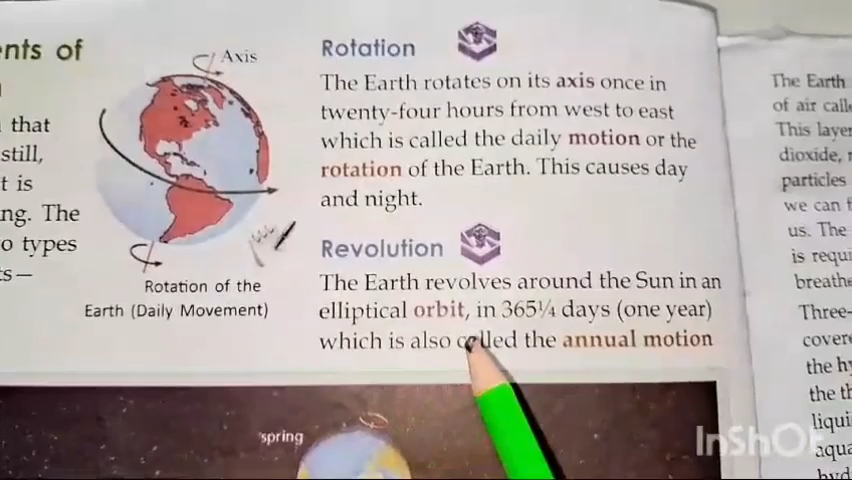 ents of
that
still,
t is
ng. The
o types
ts—
Axis
Rotation of the
Earth (Daily Movement)
Rotation
The Earth rotates on its axis once in
twenty-four hours from west to east
which is called the daily motion or the
rotation of the Earth. This causes day
and night.
Revolution
The Earth revolves around the Sun in an
elliptical orbit, in 365¼ days (one year)
which is also called the annual motion
spring
The Earth
of air calle
This layer
dioxide,
particles
we can f
us. The
is requi
breathe
Three-
covere
the hy
the th
liqui
aqua
hyd
InShOt